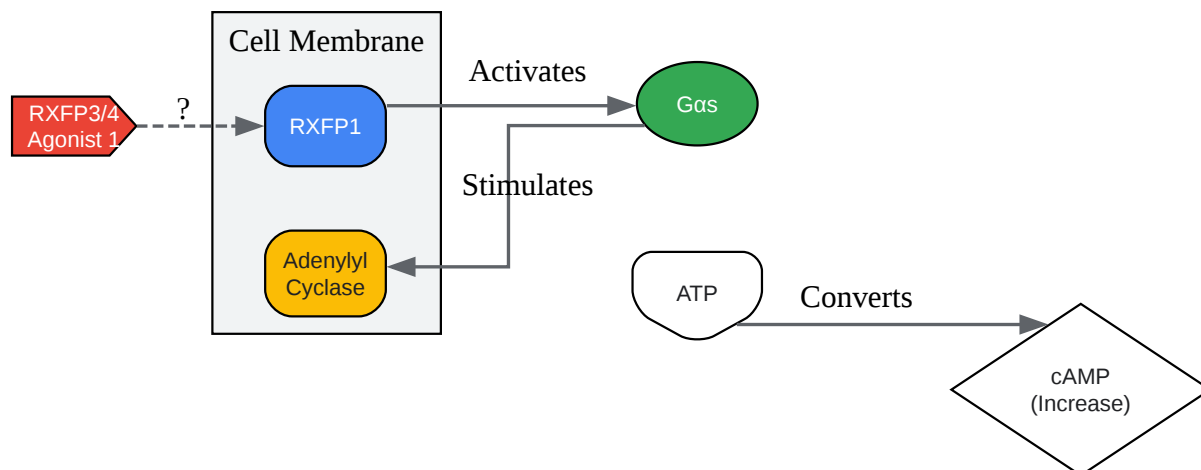 Cell Membrane
RXFP3/4
Agonist 1
?
RXFP1
Activates
Gαs
Stimulates
Adenylyl
Cyclase
ATP
Converts
cAMP
(Increase)